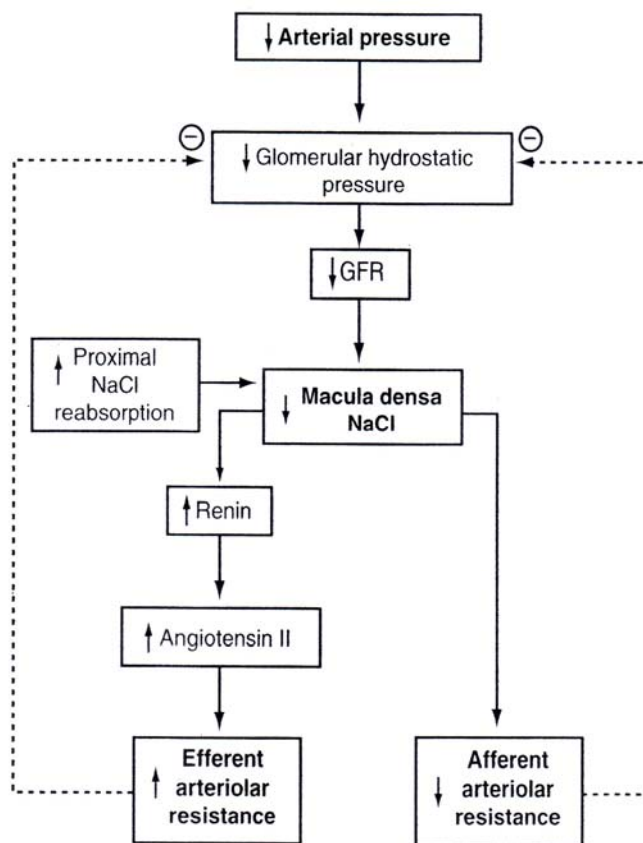 ↓ Arterial pressure
⊖ ⊖
↓ Glomerular hydrostatic
pressure
↓ GFR
↑ Proximal
NaCl
reabsorption
↓ Macula densa
NaCl
↑ Renin
↑ Angiotensin II
Efferent
↑ arteriolar
resistance
Afferent
↓ arteriolar
resistance